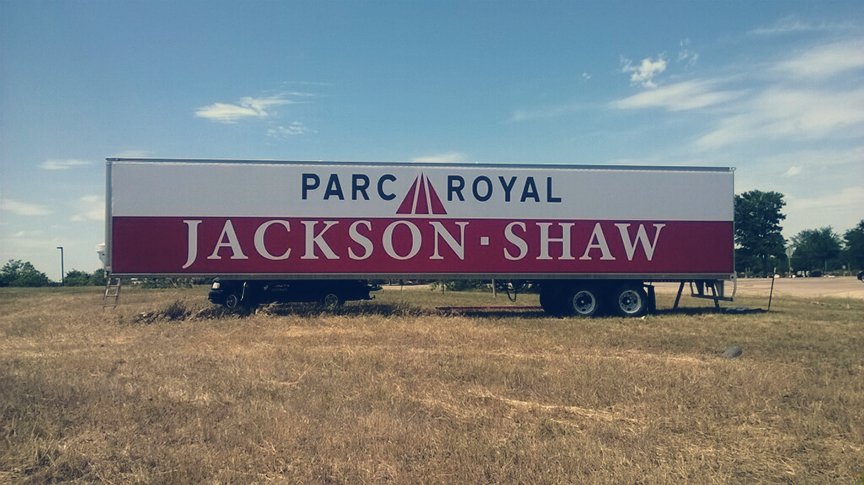 PARC ROYAL
JACKSON · SHAW